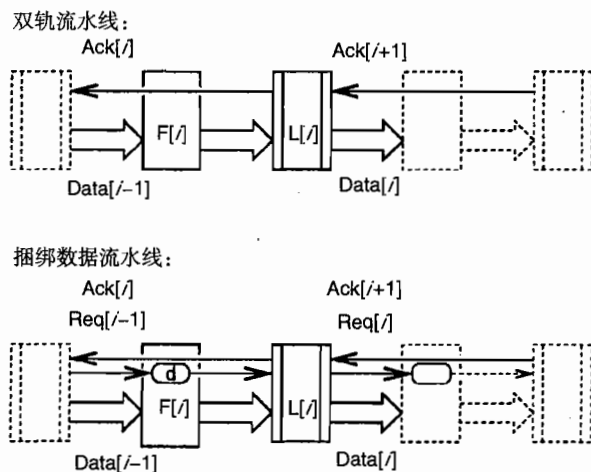 双轨流水线：
Ack[i] Ack[i+1]
F[i] L[i]
Data[i–1] Data[i]
捆绑数据流水线：
Ack[i] Ack[i+1]
Req[i–1] Req[i]
d
F[i] L[i]
Data[i–1] Data[i]